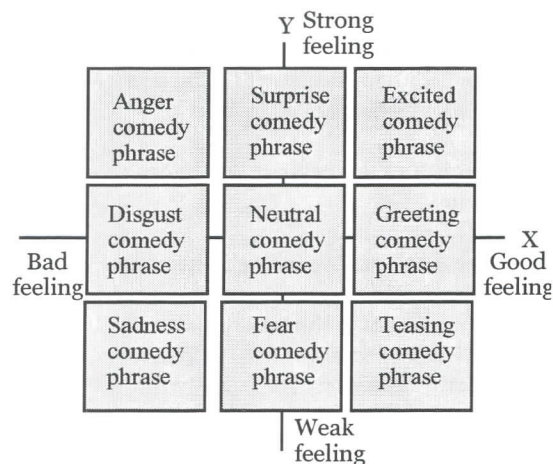 Y Strong
feeling
Anger
comedy
phrase
Surprise
comedy
phrase
Excited
comedy
phrase
Disgust
comedy
phrase
Neutral
comedy
phrase
Greeting
comedy
phrase
Bad
feeling
X
Good
feeling
Sadness
comedy
phrase
Fear
comedy
phrase
Teasing
comedy
phrase
Weak
feeling